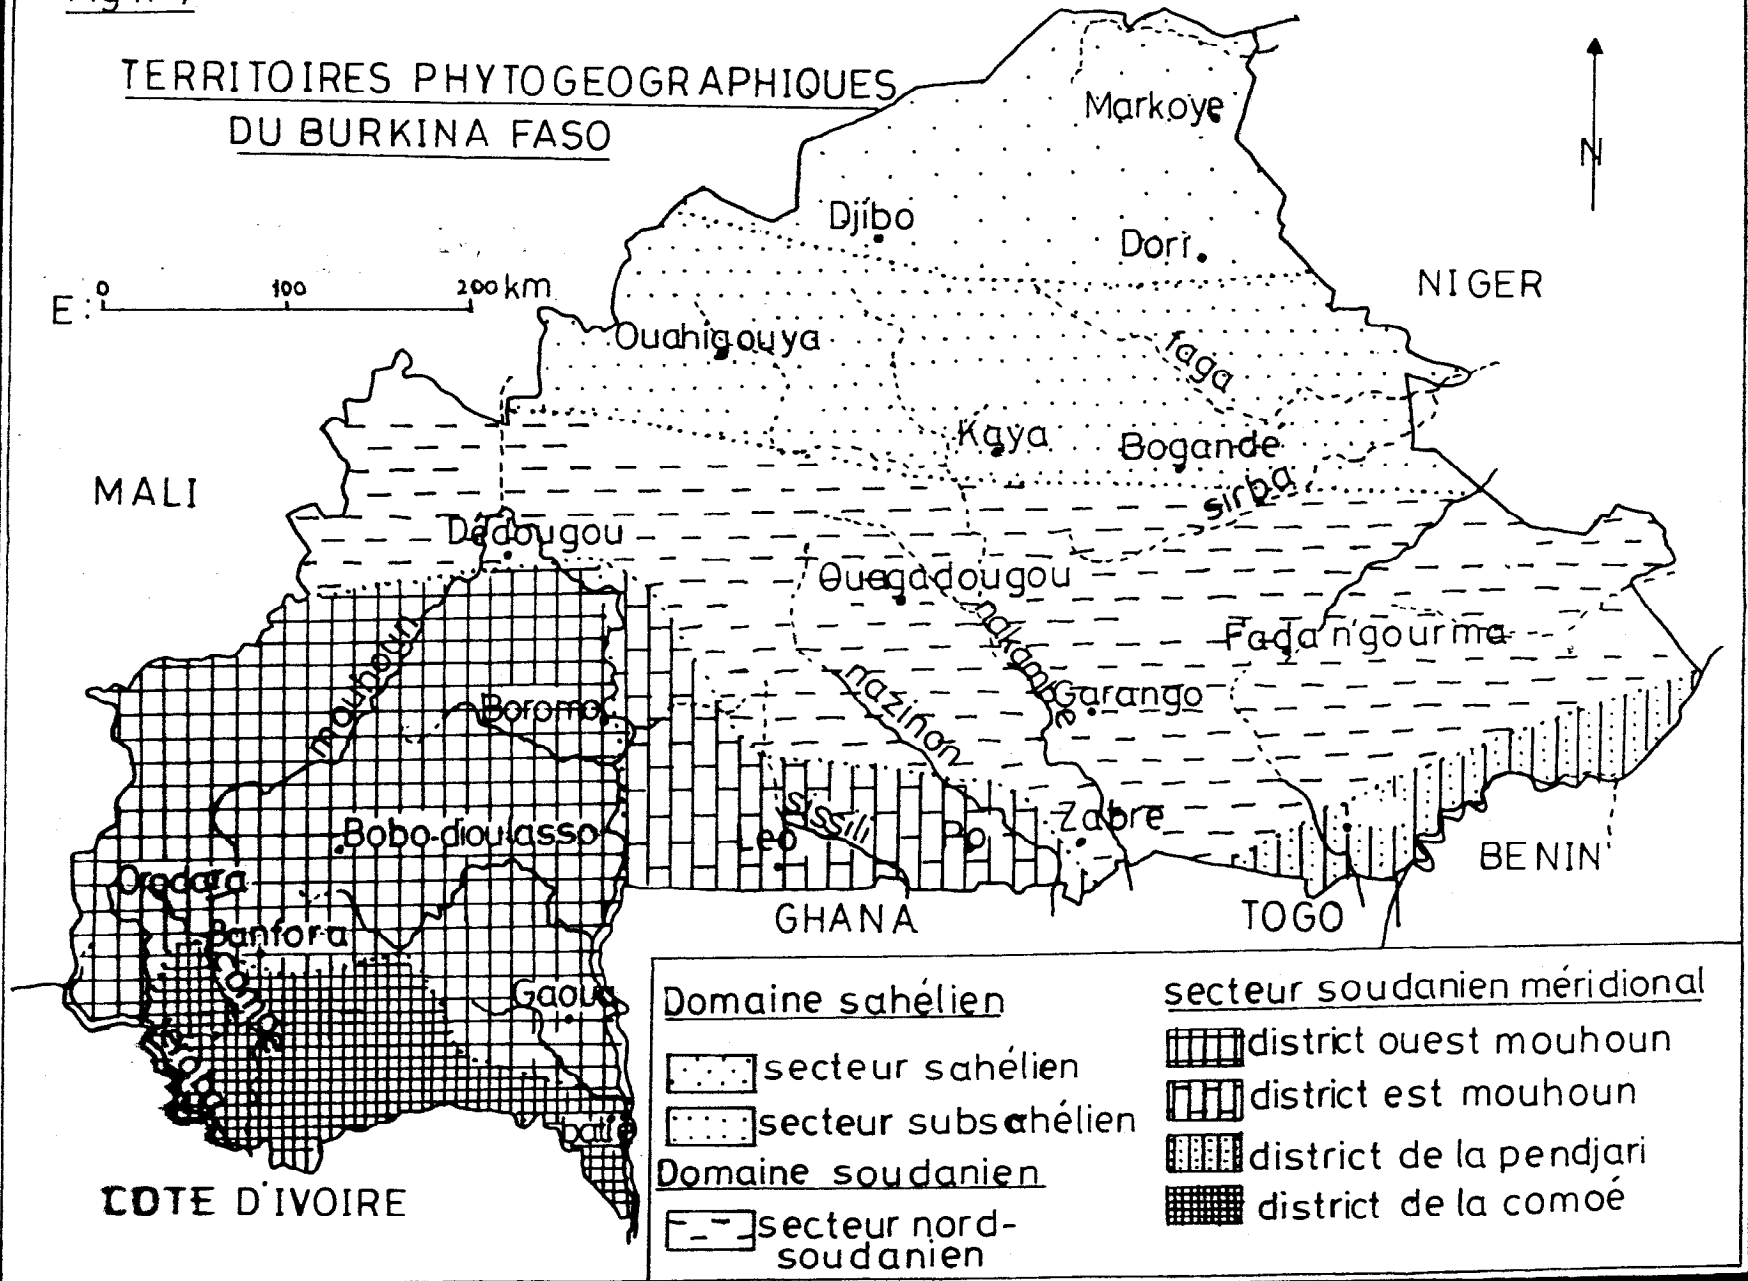 TERRITOIRES PHYTOGEOGRAPHIQUES
DU BURKINA FASO
N
E : 0 100 200 km
Markoye
Djibo
Dori
NIGER
Ouahigouya
faga
Kaya
Bogande
sirba
MALI
Dédougou
Ouagadougou
nakambe
Fada n'gourma
mouhoun
Boromo
nazinon
Garango
Bobo-dioulasso
sissili
Leo
Po
Zabre
BENIN
Orodara
GHANA
TOGO
Banfora
Comoe
Gaoua
batie
COTE D'IVOIRE
Domaine sahélien
secteur sahélien
secteur subsahélien
Domaine soudanien
secteur nord-
soudanien
secteur soudanien méridional
district ouest mouhoun
district est mouhoun
district de la pendjari
district de la comoé